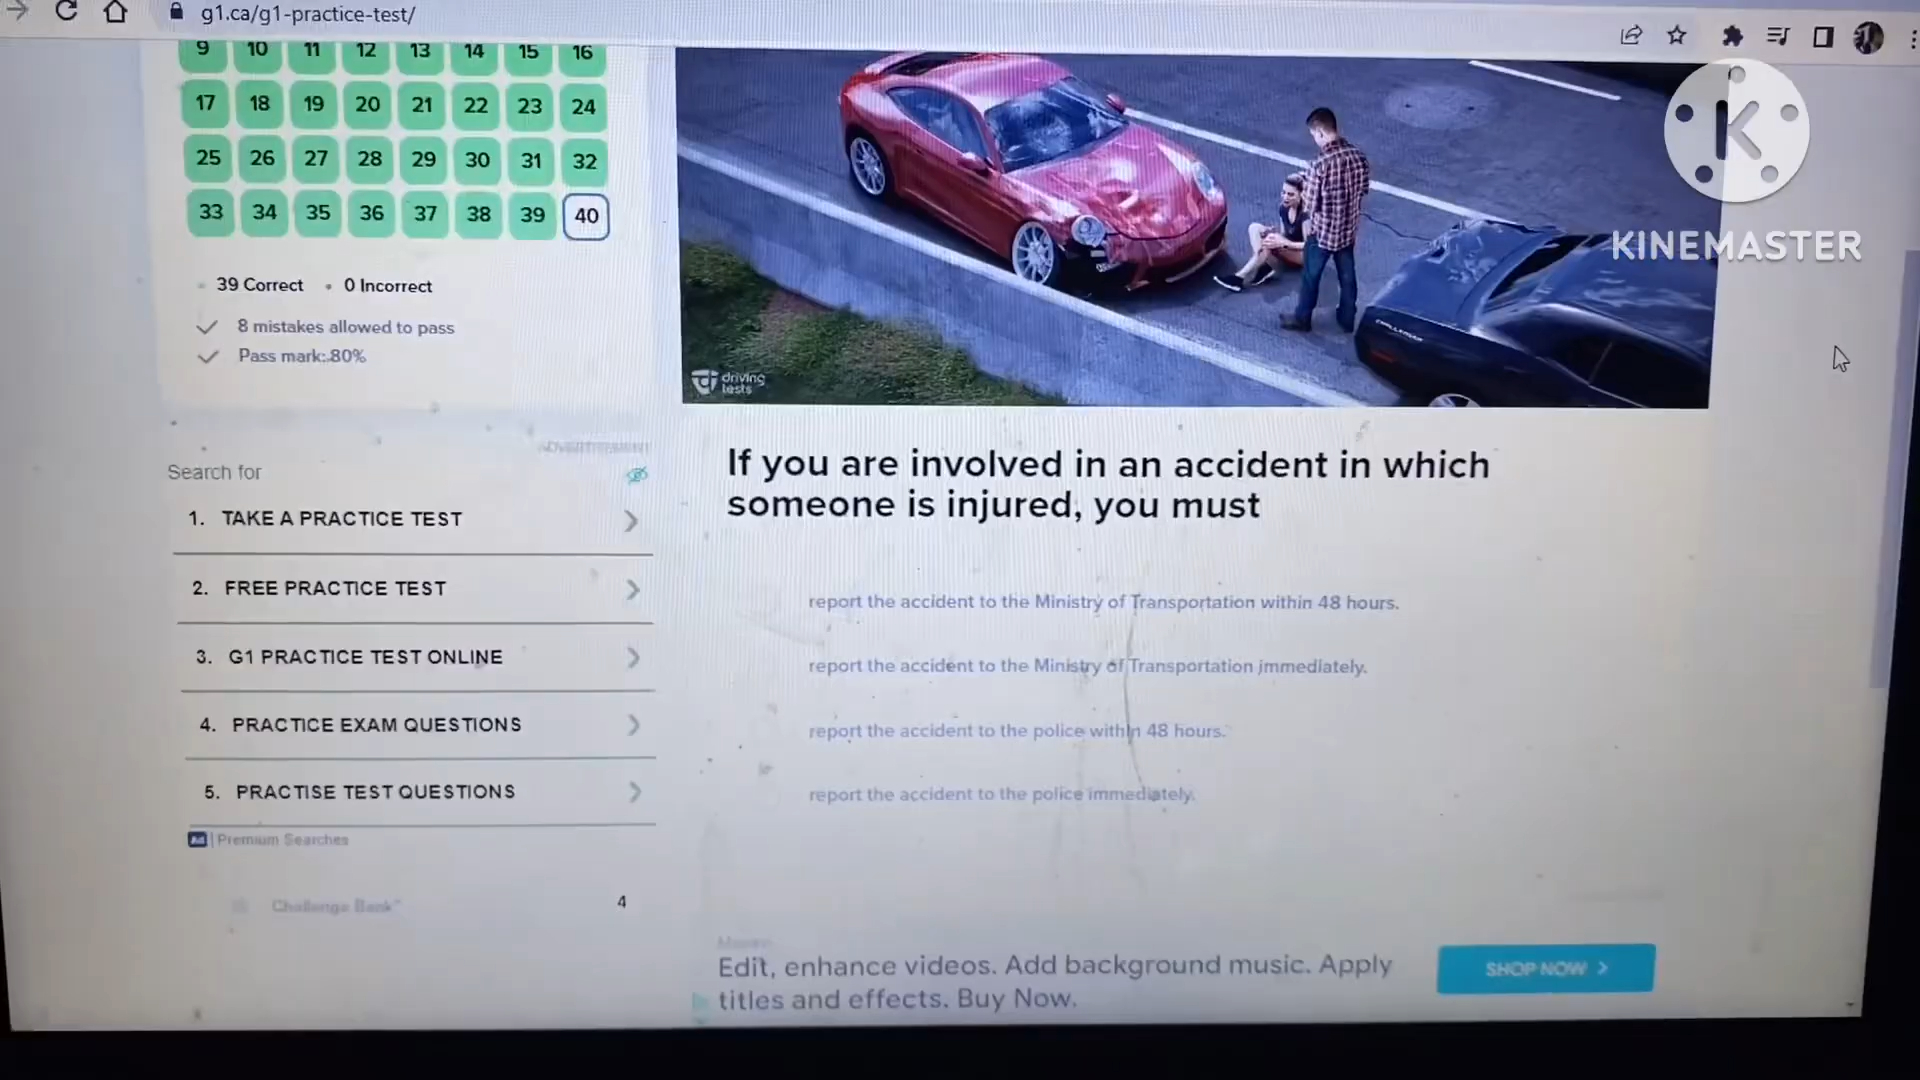 g1.ca/g1-practice-test/
9 10 11 12 13 14 15 16
17 18 19 20 21 22 23 24
25 26 27 28 29 30 31 32
33 34 35 36 37 38 39 40
39 Correct • 0 Incorrect
8 mistakes allowed to pass
Pass mark: 80%
ADVERTISEMENT
Search for
1. TAKE A PRACTICE TEST
2. FREE PRACTICE TEST
3. G1 PRACTICE TEST ONLINE
4. PRACTICE EXAM QUESTIONS
5. PRACTISE TEST QUESTIONS
Ad | Premium Searches
Challenge Bank™ 4
K
KINEMASTER
CHALLENGER
driving
tests
If you are involved in an accident in which
someone is injured, you must
report the accident to the Ministry of Transportation within 48 hours.
report the accident to the Ministry of Transportation immediately.
report the accident to the police within 48 hours.
report the accident to the police immediately.
Edit, enhance videos. Add background music. Apply
titles and effects. Buy Now.
SHOP NOW